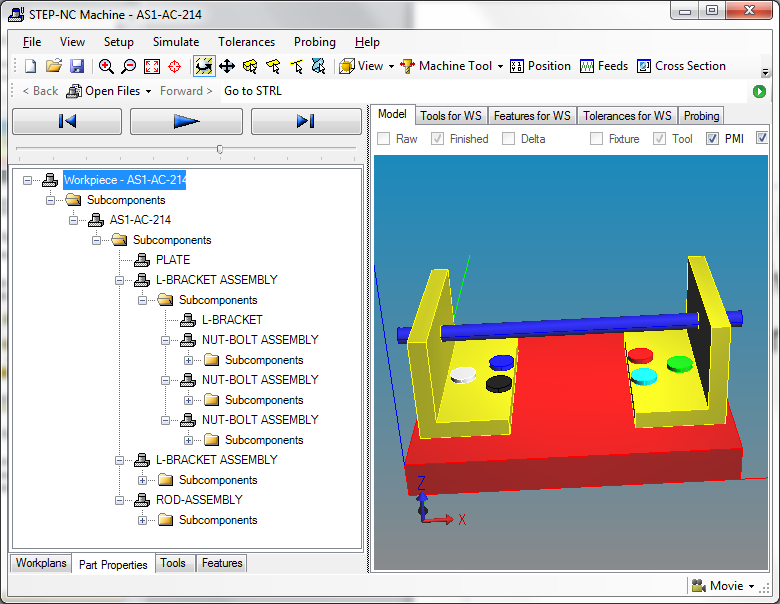 STEP-NC Machine - AS1-AC-214
File View Setup Simulate Tolerances Probing Help
View Machine Tool Position Feeds Cross Section
< Back Open Files Forward > Go to STRL
Model Tools for WS Features for WS Tolerances for WS Probing
Raw Finished Delta Fixture Tool PMI
Workpiece - AS1-AC-214
Subcomponents
AS1-AC-214
Subcomponents
PLATE
L-BRACKET ASSEMBLY
Subcomponents
L-BRACKET
NUT-BOLT ASSEMBLY
Subcomponents
NUT-BOLT ASSEMBLY
Subcomponents
NUT-BOLT ASSEMBLY
Subcomponents
L-BRACKET ASSEMBLY
Subcomponents
ROD-ASSEMBLY
Subcomponents
Z
X
Workplans Part Properties Tools Features
Movie